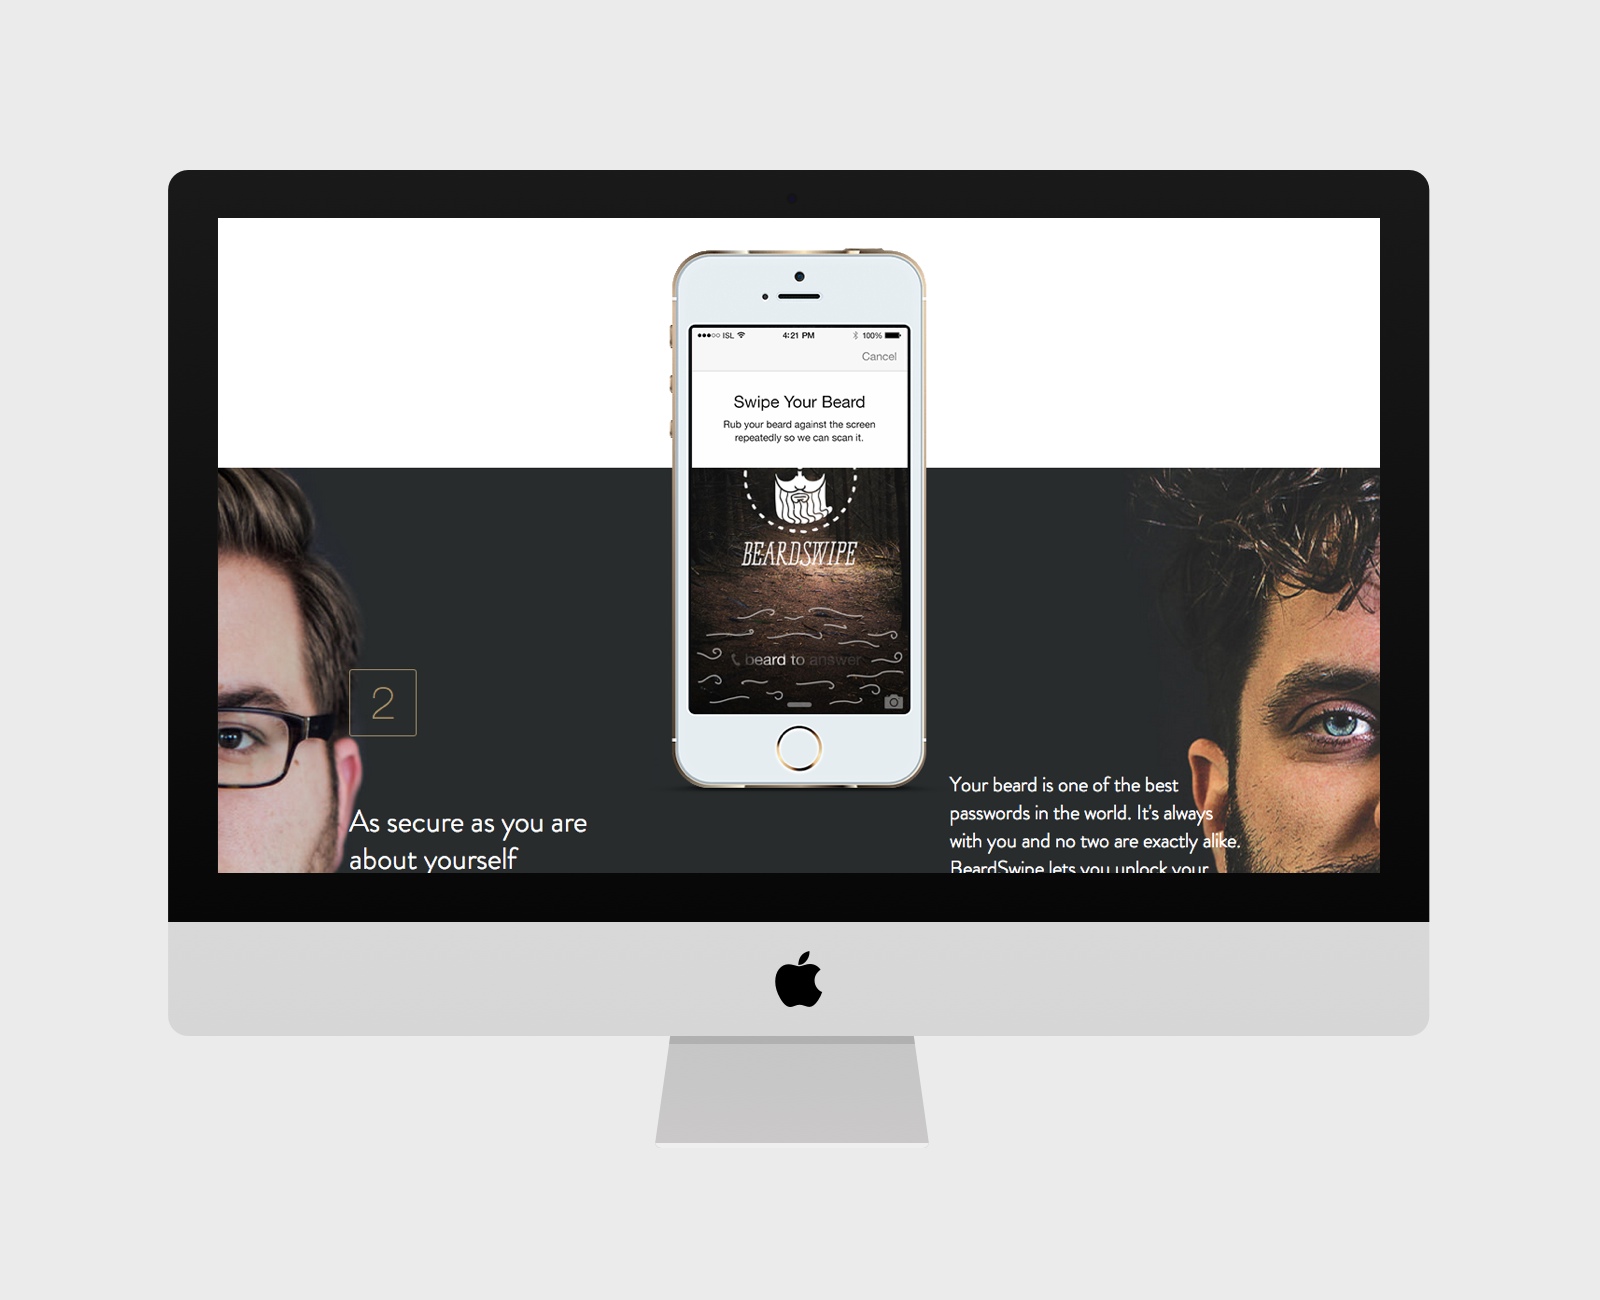 ISL
4:21 PM
100%
Cancel
Swipe Your Beard
Rub your beard against the screen
repeatedly so we can scan it.
BEARDSWIPE
beard to answer
2
As secure as you are
about yourself
Your beard is one of the best
passwords in the world. It's always
with you and no two are exactly alike.
BeardSwipe lets you unlock your